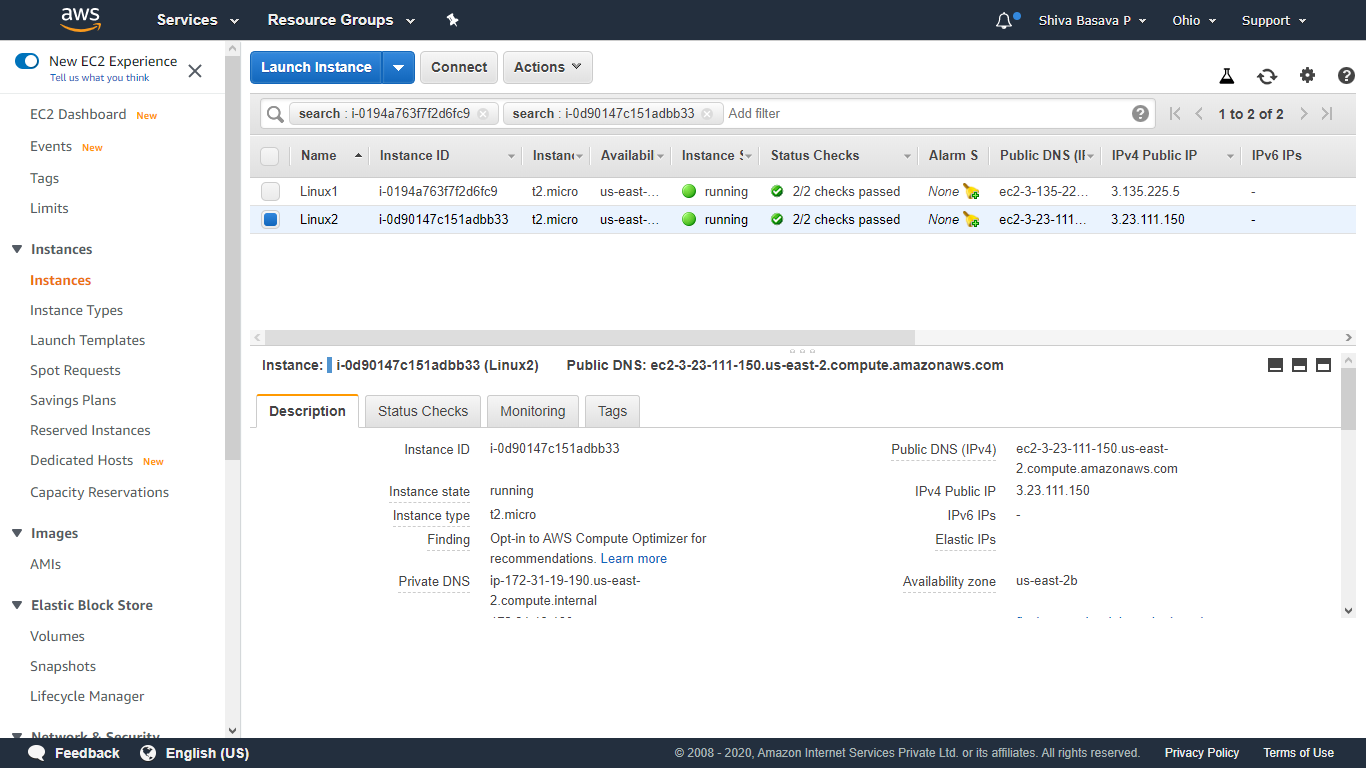 aws Services Resource Groups Shiva Basava P Ohio Support
New EC2 Experience
Tell us what you think
EC2 Dashboard New
Events New
Tags
Limits
Instances
Instances
Instance Types
Launch Templates
Spot Requests
Savings Plans
Reserved Instances
Dedicated Hosts New
Capacity Reservations
Images
AMIs
Elastic Block Store
Volumes
Snapshots
Lifecycle Manager
Network & Security
Launch Instance Connect Actions
search : i-0194a763f7f2d6fc9 search : i-0d90147c151adbb33 Add filter 1 to 2 of 2
Name Instance ID Instanc Availabil Instance S Status Checks Alarm S Public DNS (IF IPv4 Public IP IPv6 IPs
Linux1 i-0194a763f7f2d6fc9 t2.micro us-east-... running 2/2 checks passed None ec2-3-135-22... 3.135.225.5 -
Linux2 i-0d90147c151adbb33 t2.micro us-east-... running 2/2 checks passed None ec2-3-23-111... 3.23.111.150 -
Instance: i-0d90147c151adbb33 (Linux2) Public DNS: ec2-3-23-111-150.us-east-2.compute.amazonaws.com
Description Status Checks Monitoring Tags
Instance ID i-0d90147c151adbb33 Public DNS (IPv4) ec2-3-23-111-150.us-east-
2.compute.amazonaws.com
Instance state running IPv4 Public IP 3.23.111.150
Instance type t2.micro IPv6 IPs -
Finding Opt-in to AWS Compute Optimizer for Elastic IPs
recommendations. Learn more
Private DNS ip-172-31-19-190.us-east- Availability zone us-east-2b
2.compute.internal
Feedback English (US) © 2008 - 2020, Amazon Internet Services Private Ltd. or its affiliates. All rights reserved. Privacy Policy Terms of Use